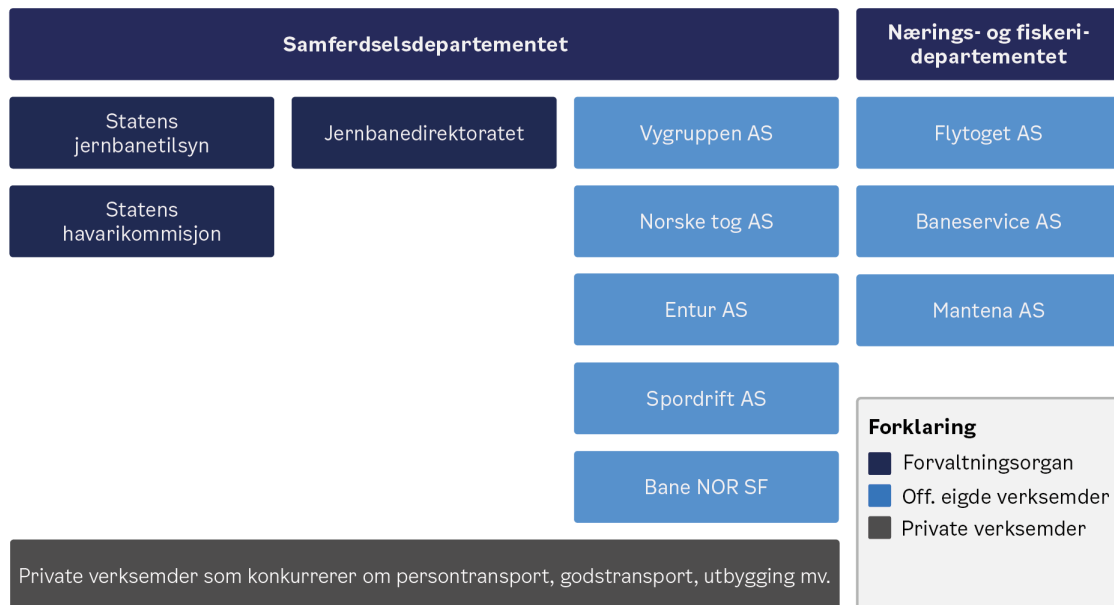 Samferdselsdepartementet
Nærings- og fiskeri-
departementet
Statens
jernbanetilsyn
Jernbanedirektoratet
Vygruppen AS
Flytoget AS
Statens
havarikommisjon
Norske tog AS
Baneservice AS
Entur AS
Mantena AS
Spordrift AS
Bane NOR SF
Forklaring
Forvaltningsorgan
Off. eigde verksemder
Private verksemder
Private verksemder som konkurrerer om persontransport, godstransport, utbygging mv.